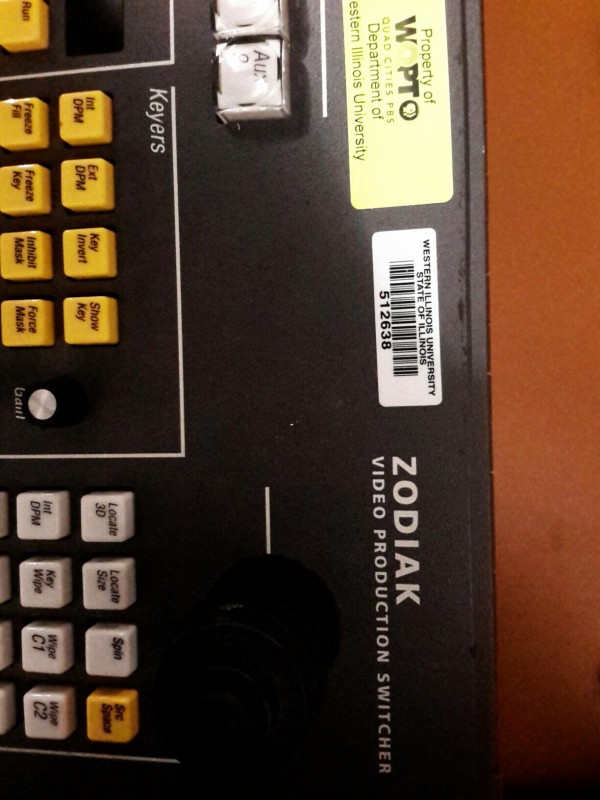 Property of
WQPT
QUAD CITIES PBS
Department of
estern Illinois University
WESTERN ILLINOIS UNIVERSITY
STATE OF ILLINOIS
512638
ZODIAK
VIDEO PRODUCTION SWITCHER
Aux
Run
Keyers
Int
DPM
Freeze
Fill
Ext
DPM
Freeze
Key
Key
Invert
Inhibit
Mask
Show
Key
Force
Mask
Gain
Locate
3D
Int
DPM
Locate
Size
Key
Wipe
Spin
Wipe
C1
Src
Space
Wipe
C2